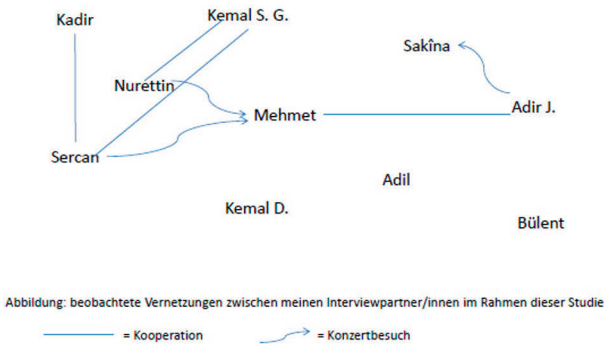 Kadir
Kemal S. G.
Sakîna
Nurettin
Mehmet
Adir J.
Sercan
Adil
Kemal D.
Bülent
Abbildung: beobachtete Vernetzungen zwischen meinen Interviewpartner/innen im Rahmen dieser Studie
= Kooperation
= Konzertbesuch